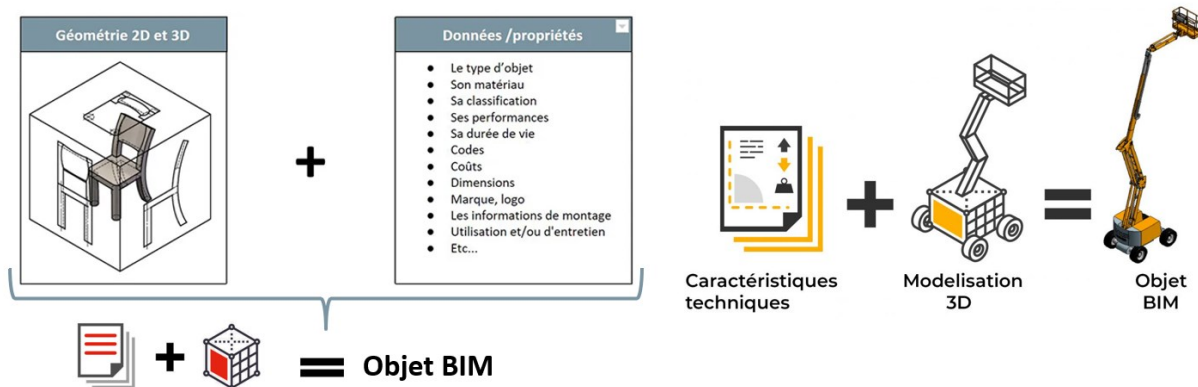 Géométrie 2D et 3D
Données /propriétés
Le type d'objet
Son matériau
Sa classification
Ses performances
Sa durée de vie
Codes
Coûts
Dimensions
Marque, logo
Les informations de montage
Utilisation et/ou d'entretien
Etc...
+
+ = Objet BIM
+ =
Caractéristiques
techniques
Modelisation
3D
Objet
BIM